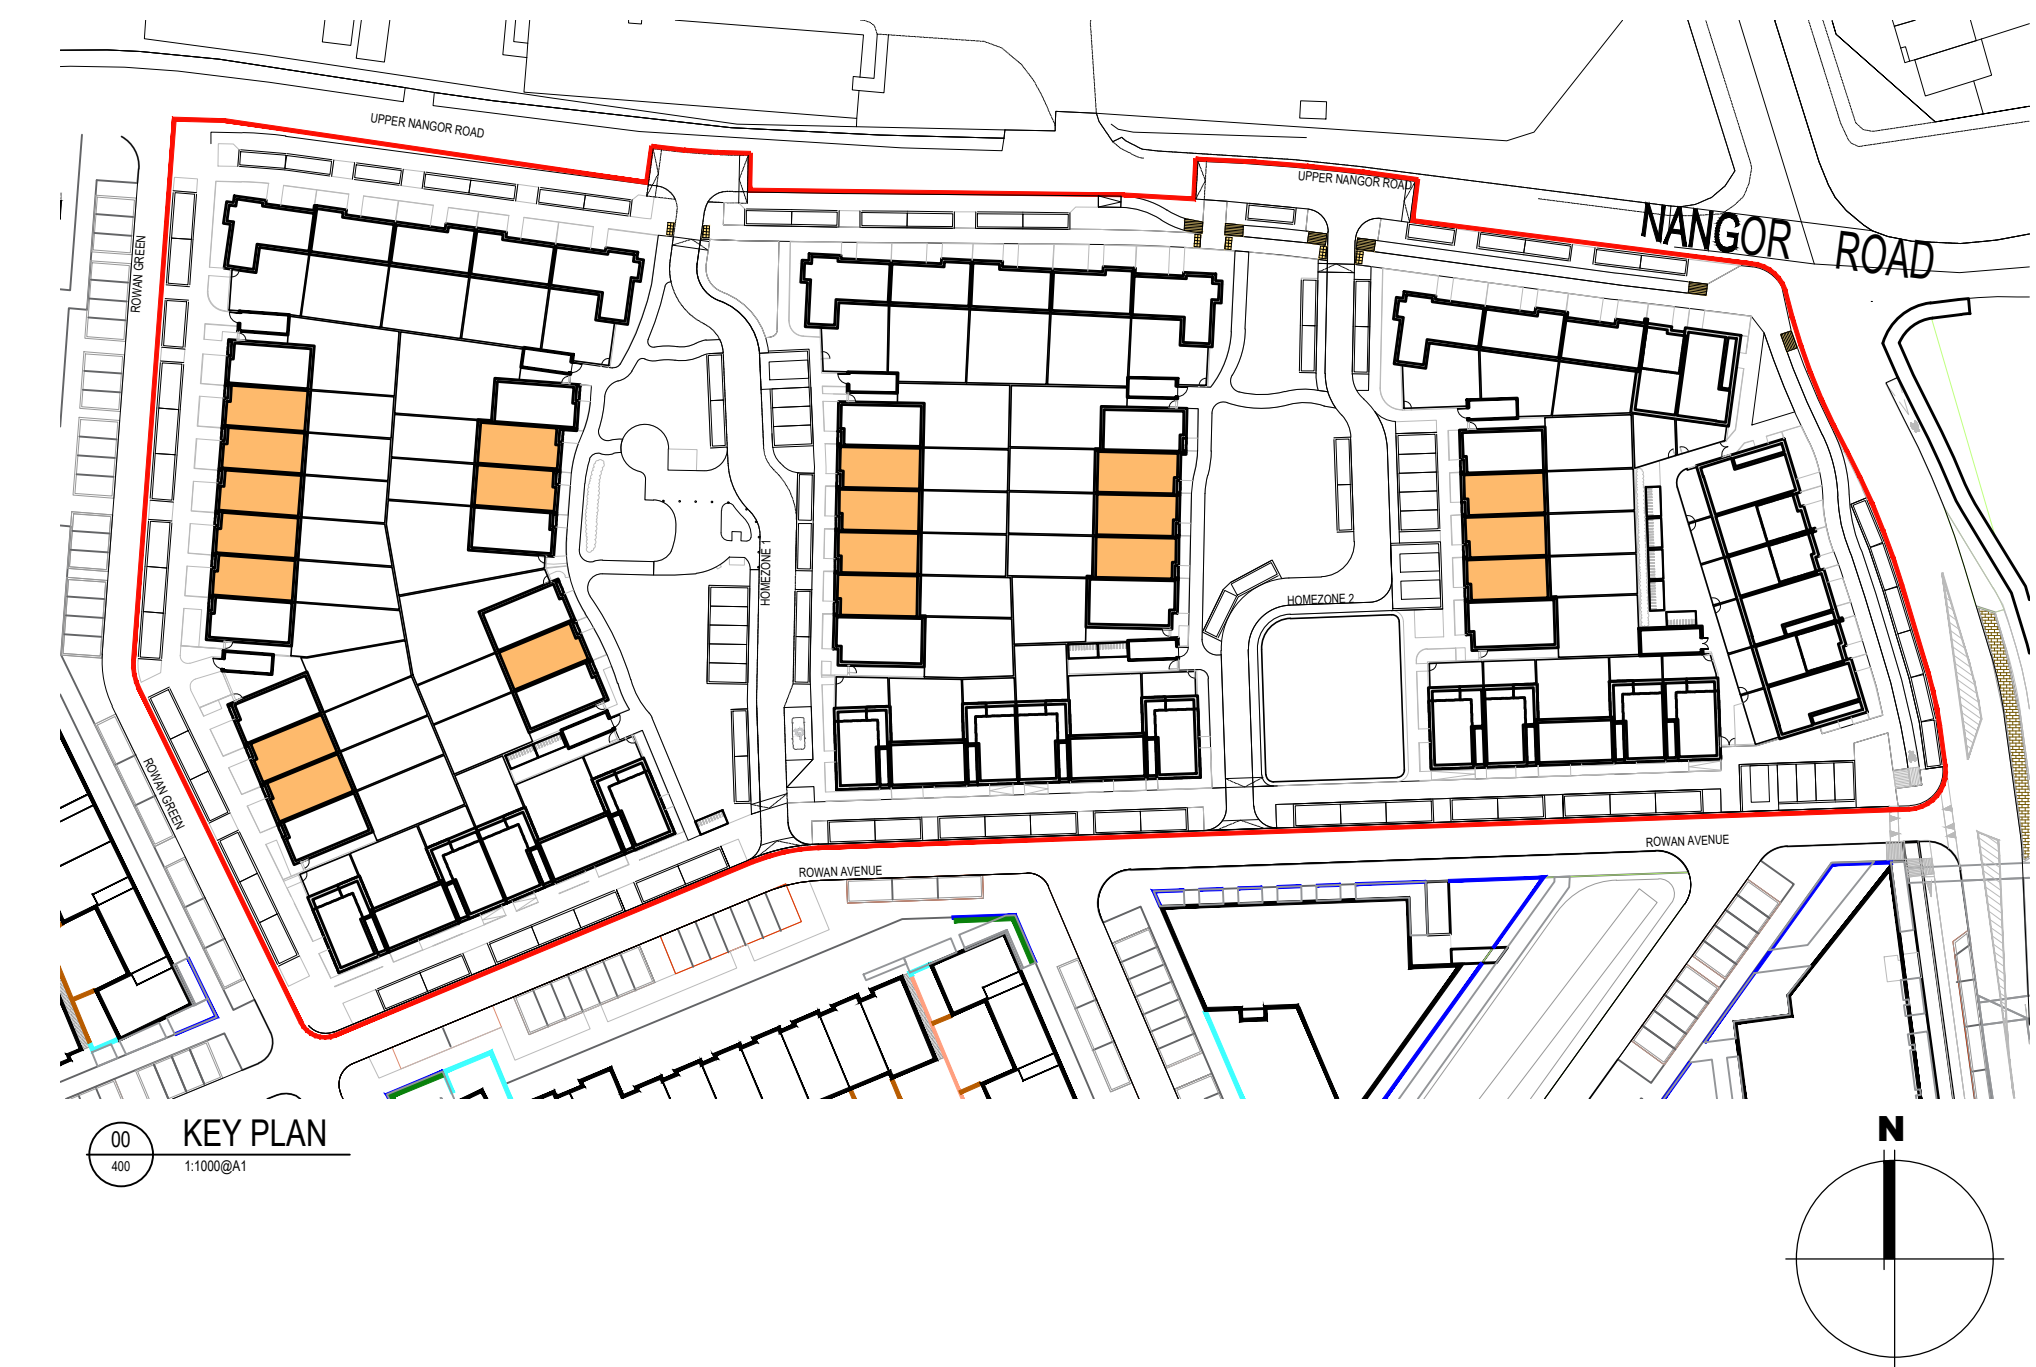 UPPER NANGOR ROAD
UPPER NANGOR ROAD
NANGOR ROAD
ROWAN GREEN
HOMEZONE 1
HOMEZONE 2
ROWAN GREEN
ROWAN AVENUE
ROWAN AVENUE
00
400
KEY PLAN
1:1000@A1
N